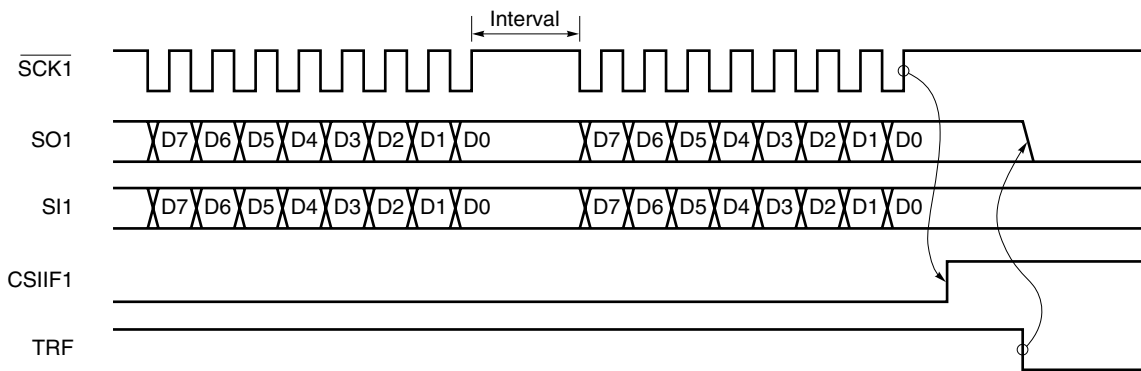 Interval
SCK1
SO1 D7 D6 D5 D4 D3 D2 D1 D0 D7 D6 D5 D4 D3 D2 D1 D0
SI1 D7 D6 D5 D4 D3 D2 D1 D0 D7 D6 D5 D4 D3 D2 D1 D0
CSIIF1
TRF